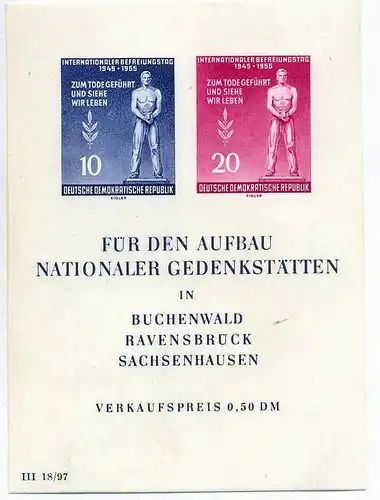 INTERNATIONALER BEFREIUNGSTAG
1945 - 1955
ZUM TODE GEFÜHRT
UND SIEHE
WIR LEBEN
10
DEUTSCHE DEMOKRATISCHE REPUBLIK
EIGLER
INTERNATIONALER BEFREIUNGSTAG
1945 - 1955
ZUM TODE GEFÜHRT
UND SIEHE
WIR LEBEN
20
DEUTSCHE DEMOKRATISCHE REPUBLIK
EIGLER
FÜR DEN AUFBAU
NATIONALER GEDENKSTÄTTEN
IN
BUCHENWALD
RAVENSBRÜCK
SACHSENHAUSEN
VERKAUFSPREIS 0,50 DM
III 18/97